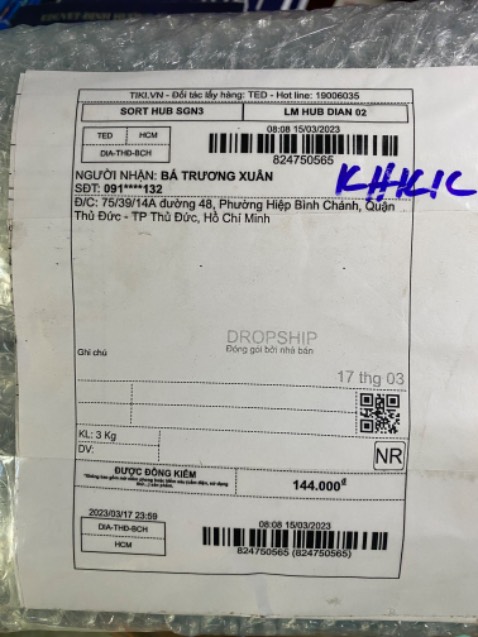 TIKI.VN - Đối tác lấy hàng: TED - Hot line: 19006035
SORT HUB SGN3 LM HUB DIAN 02
TED HCM
DIA-THĐ-BCH
08:08 15/03/2023
824750565
NGƯỜI NHẬN: BÁ TRƯƠNG XUÂN
SĐT: 091****132
KHKIC
Đ/C: 75/39/14A đường 48, Phường Hiệp Bình Chánh, Quận
Thủ Đức - TP Thủ Đức, Hồ Chí Minh
DROPSHIP
Đóng gói bởi nhà bán
Ghi chú
17 thg 03
KL: 3 Kg
DV:
NR
ĐƯỢC ĐỒNG KIỂM
144.000đ
2023/03/17 23:59
DIA-THĐ-BCH
HCM
08:08 15/03/2023
824750565 (824750565)